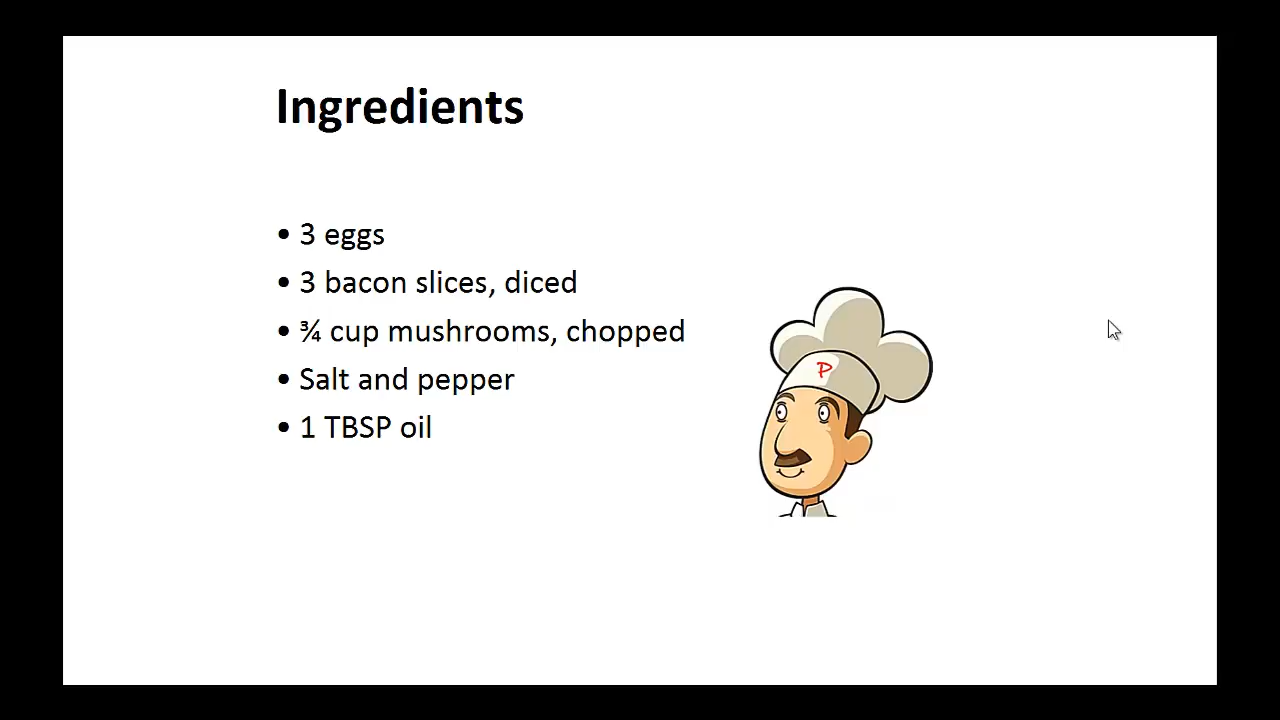 Ingredients
• 3 eggs
• 3 bacon slices, diced
• ¾ cup mushrooms, chopped
• Salt and pepper
• 1 TBSP oil
P